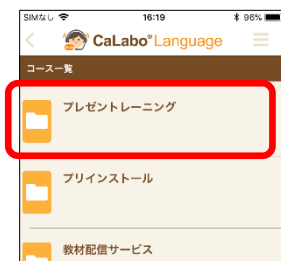 SIMなし 16:19 96%
CaLabo® Language
コース一覧
プレゼントレーニング
プリインストール
教材配信サービス